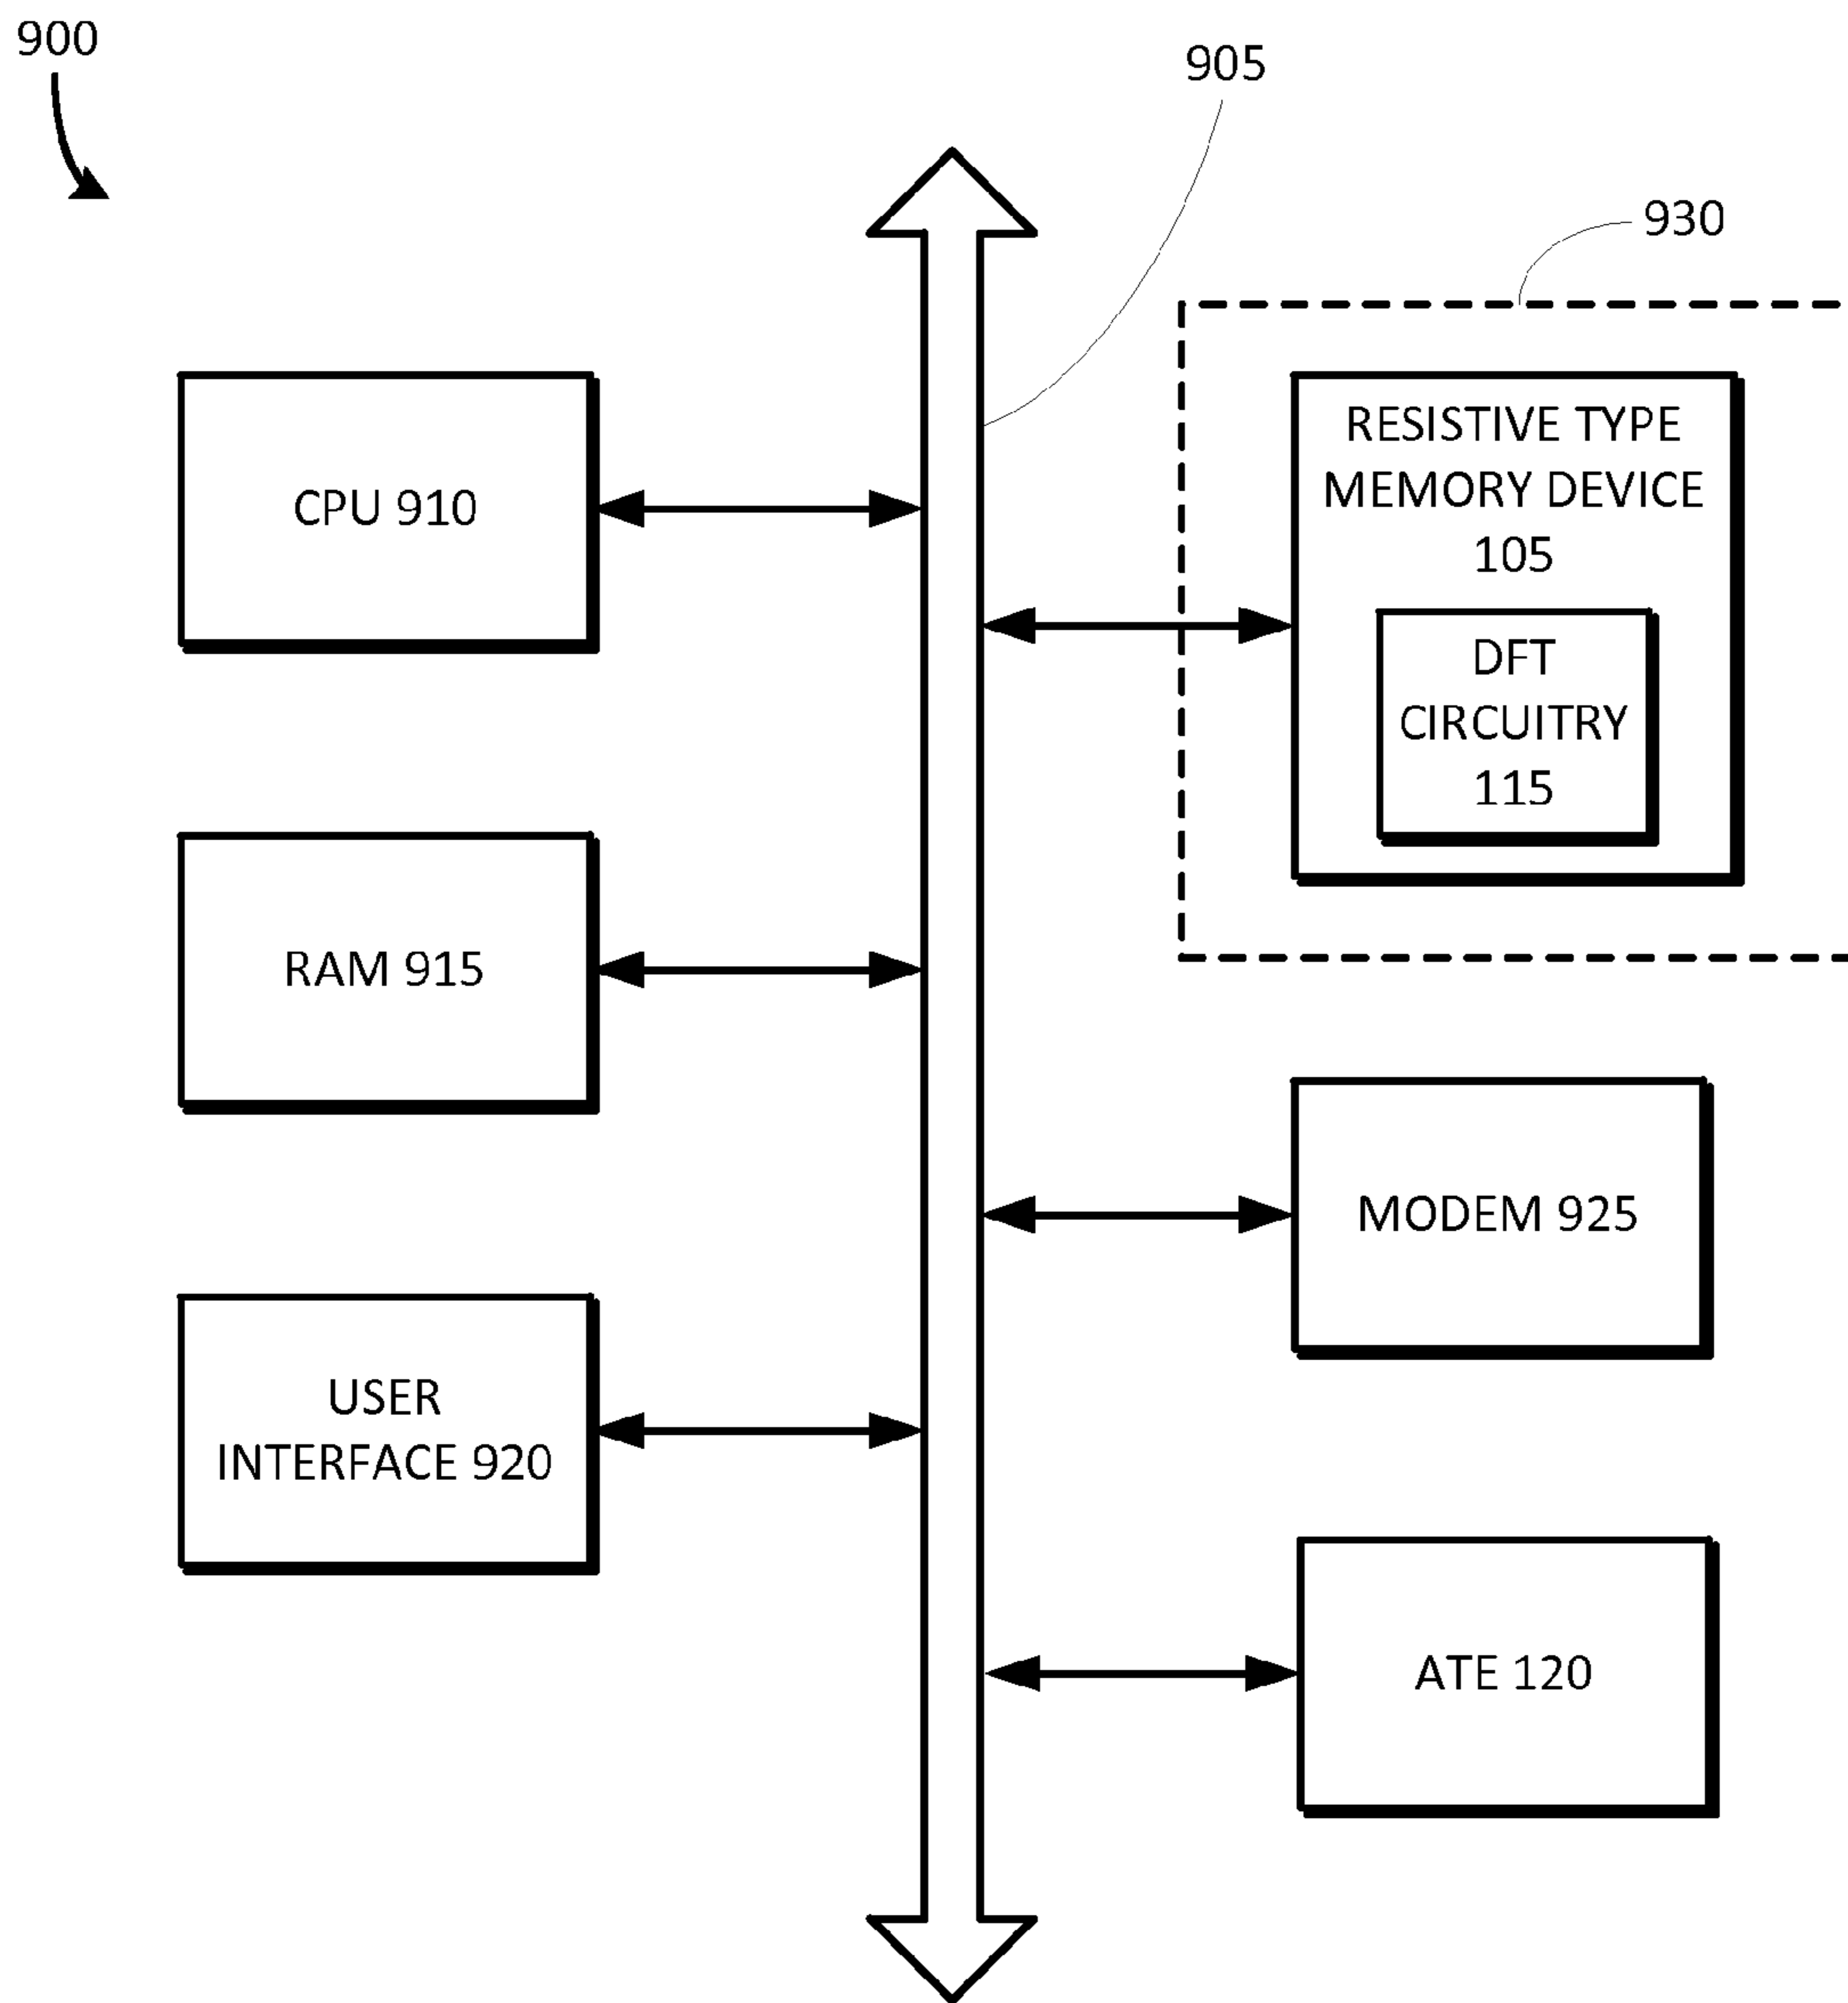 900
905
930
CPU 910
RESISTIVE TYPE
MEMORY DEVICE
105
DFT
CIRCUITRY
115
RAM 915
MODEM 925
USER
INTERFACE 920
ATE 120